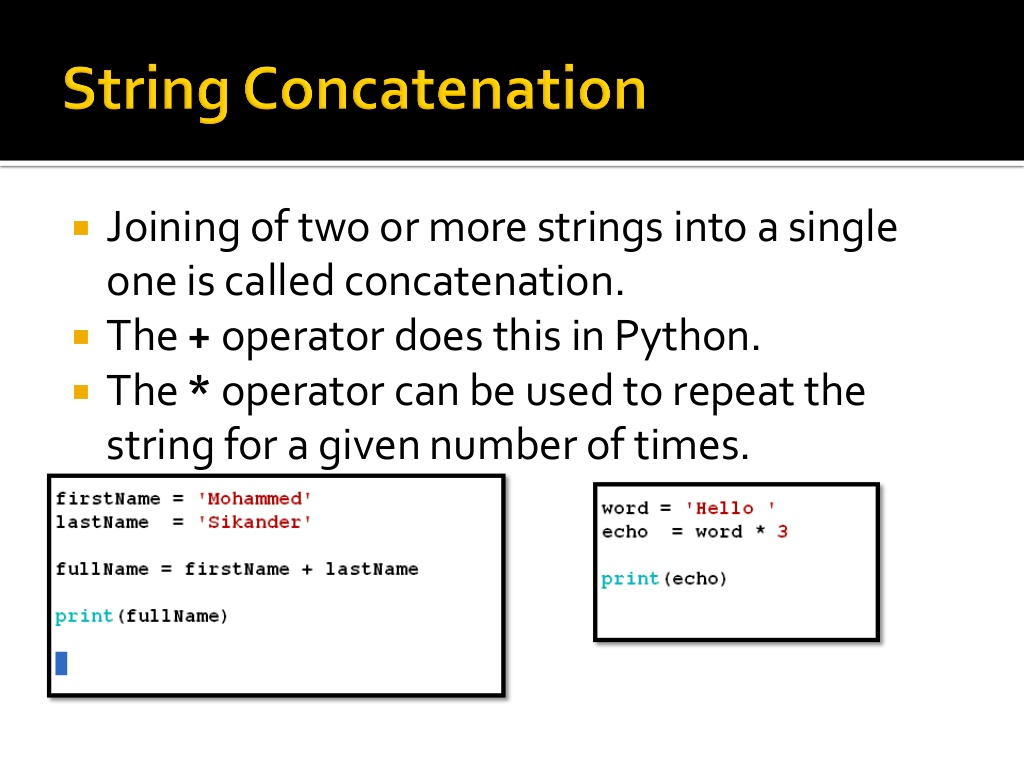 String Concatenation
Joining of two or more strings into a single
one is called concatenation.
The + operator does this in Python.
The * operator can be used to repeat the
string for a given number of times.
firstName = 'Mohammed'
lastName  = 'Sikander'
fullName = firstName + lastName
print(fullName)
word = 'Hello '
echo  = word * 3
print(echo)